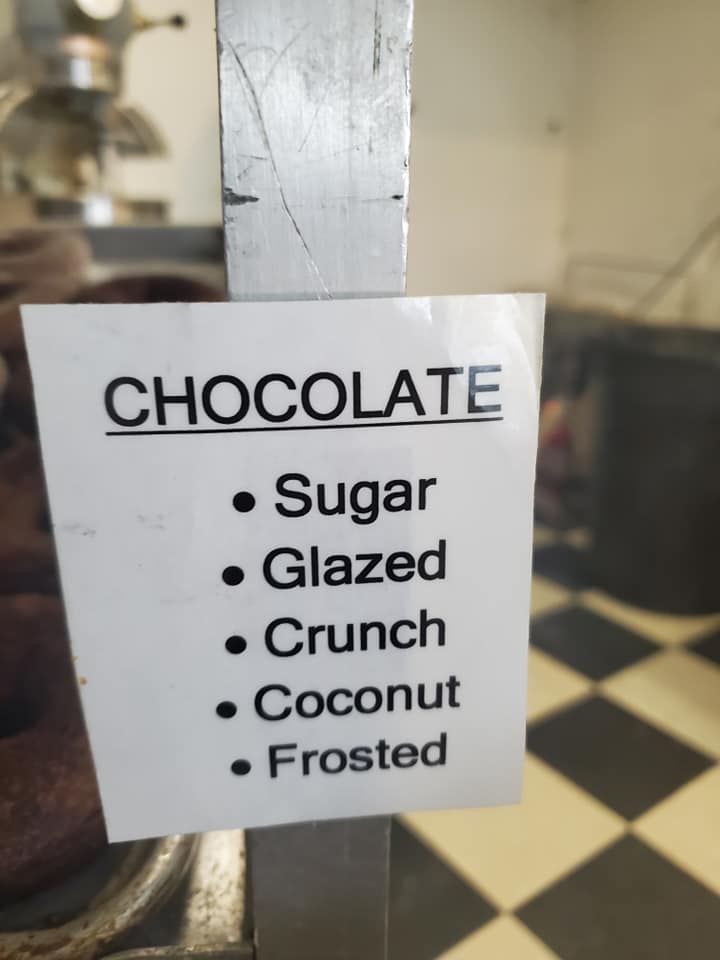 CHOCOLATE
• Sugar
• Glazed
• Crunch
• Coconut
• Frosted